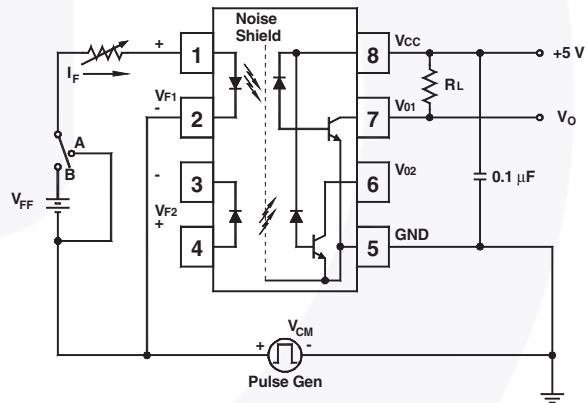 Noise
Shield
+
1
8
VCC
+5 V
IF
RL
VF1
-
2
7
V01
VO
A
B
-
3
6
V02
0.1 μF
VFF
VF2
+
4
5
GND
VCM
+
-
Pulse Gen